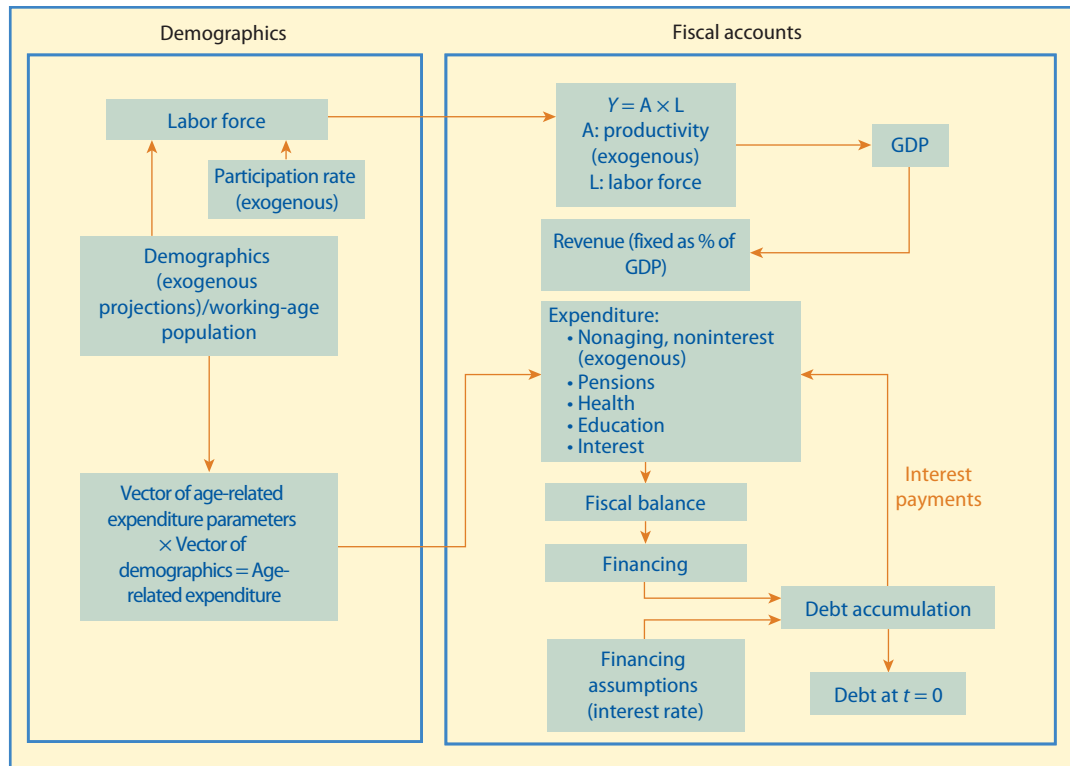 Demographics
Labor force
Participation rate
(exogenous)
Demographics
(exogenous
projections)/working-age
population
Vector of age-related
expenditure parameters
× Vector of
demographics = Age-
related expenditure
Fiscal accounts
Y = A × L
A: productivity
(exogenous)
L: labor force
GDP
Revenue (fixed as % of
GDP)
Expenditure:
• Nonaging, noninterest
(exogenous)
• Pensions
• Health
• Education
• Interest
Interest
payments
Fiscal balance
Financing
Debt accumulation
Financing
assumptions
(interest rate)
Debt at t = 0